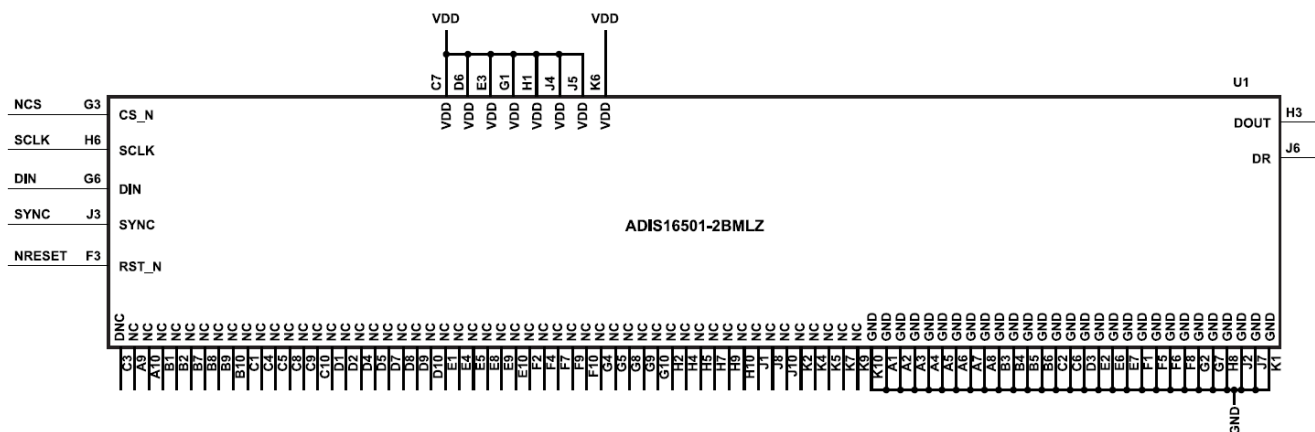 VDD VDD
C7 D6 E3 G1 H1 J4 J5 K6
U1
VDD VDD VDD VDD VDD VDD VDD VDD
NCS G3 CS_N
DOUT H3
SCLK H6 SCLK
DR J6
DIN G6 DIN
SYNC J3 SYNC
ADIS16501-2BMLZ
NRESET F3 RST_N
DNC NC NC NC NC NC NC NC NC NC NC NC NC NC NC NC NC NC NC NC NC NC NC NC NC NC NC NC NC NC NC NC NC NC NC NC NC NC NC NC NC NC NC NC NC NC NC NC NC NC NC NC NC GND GND GND GND GND GND GND GND GND GND GND GND GND GND GND GND GND GND GND GND GND GND GND GND GND GND GND GND GND
C3 A9 A10 B1 B2 B7 B8 B9 B10 C1 C4 C5 C8 C9 C10 D1 D2 D4 D5 D7 D8 D9 D10 E1 E4 E5 E8 E9 E10 F2 F4 F7 F9 F10 G4 G5 G8 G9 G10 H2 H4 H5 H7 H9 H10 J1 J8 J10 K2 K4 K5 K7 K9 K10 A1 A2 A3 A4 A5 A6 A7 A8 B3 B4 B5 B6 C2 C6 D3 E2 E6 E7 F1 F5 F6 F8 G2 G7 H8 J2 J7 K1
GND